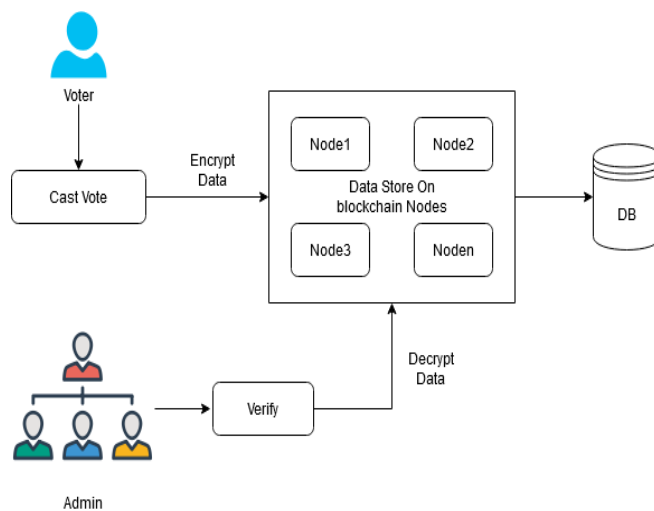 Voter
Cast Vote
Encrypt
Data
Node1
Node2
Data Store On
blockchain Nodes
Node3
Noden
DB
Decrypt
Data
Verify
Admin